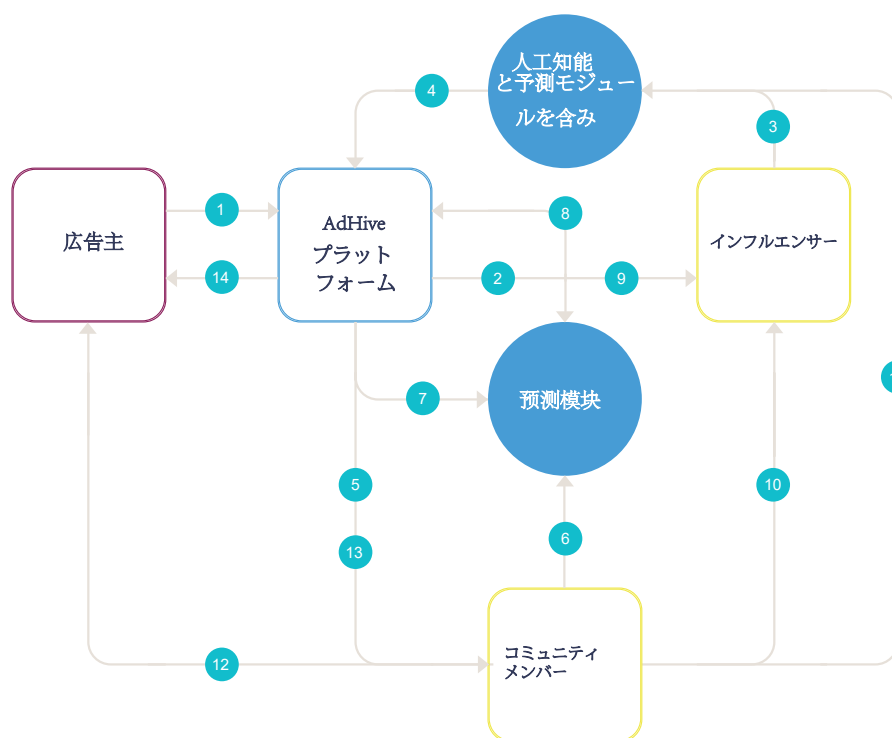 人工知能
と予測モジュー
ルを含み
4
3
広告主
1
14
AdHive
プラット
フォーム
8
2
9
インフルエンサー
7
预测模块
5
13
6
10
12
コミュニティ
メンバー